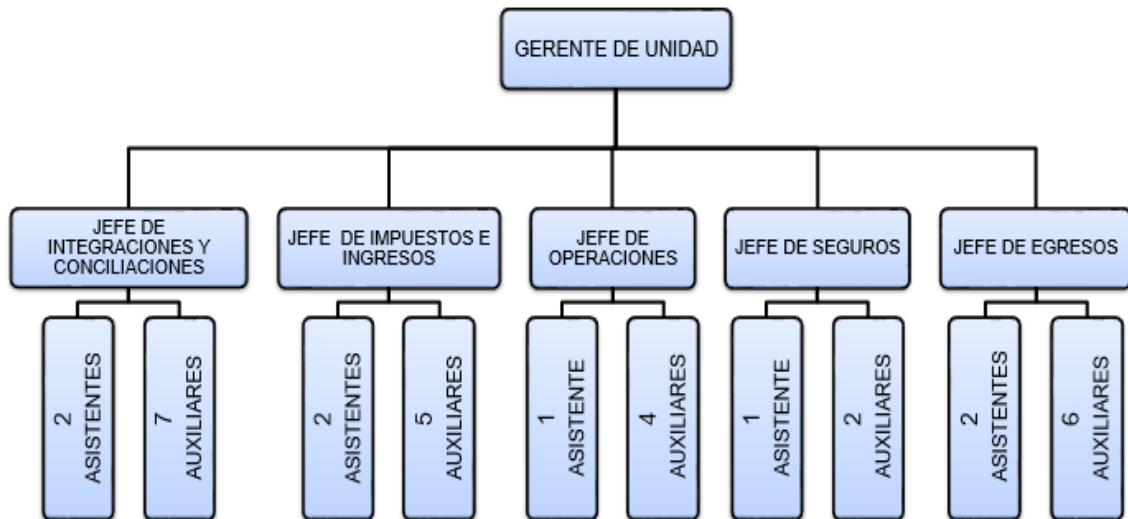 GERENTE DE UNIDAD
JEFE DE
INTEGRACIONES Y
CONCILIACIONES
JEFE DE IMPUESTOS E
INGRESOS
JEFE DE
OPERACIONES
JEFE DE SEGUROS
JEFE DE EGRESOS
2
ASISTENTES
7
AUXILIARES
2
ASISTENTES
5
AUXILIARES
1
ASISTENTE
4
AUXILIARES
1
ASISTENTE
2
AUXILIARES
2
ASISTENTES
6
AUXILIARES